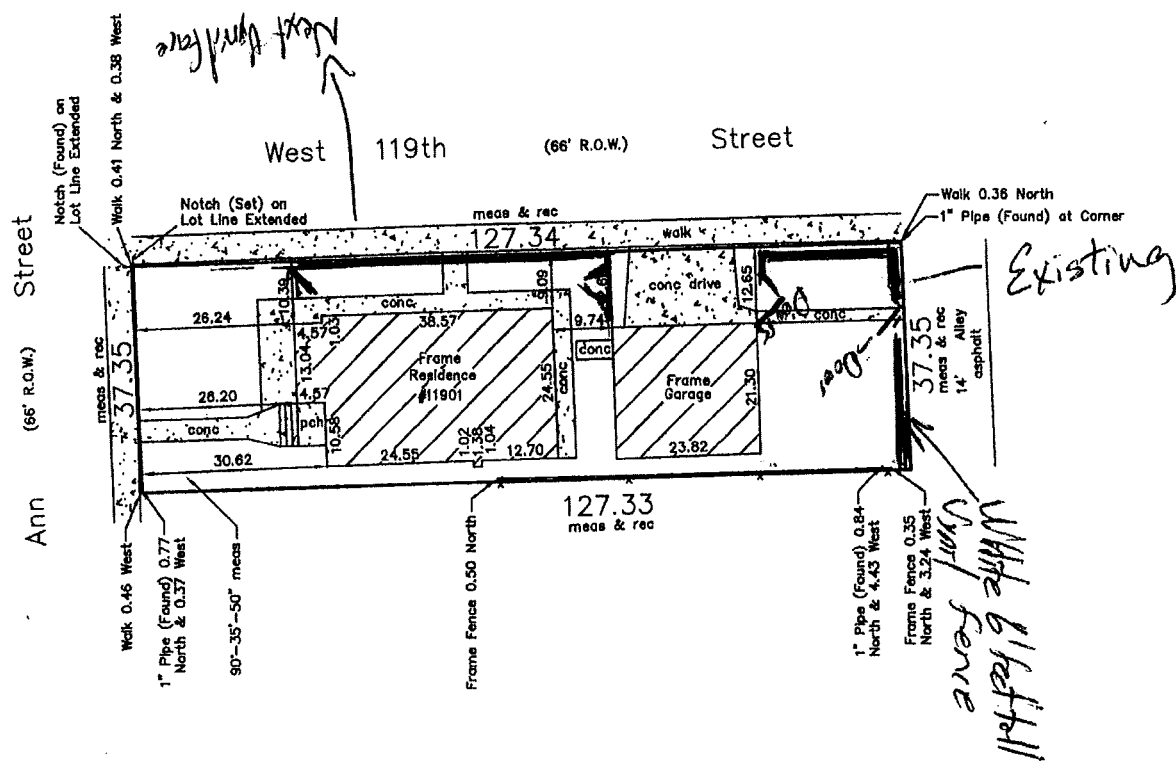 Notch (Found) on
Lot Line Extended
Walk 0.41 North & 0.38 West
Next
West 119th (66' R.O.W.) Street
Notch (Set) on
Lot Line Extended
meas & rec
127.34
walk
Walk 0.36 North
1" Pipe (Found) at Corner
Existing
Ann Street
(66' R.O.W.)
meas & rec
37.35
26.24
10.39
conc
9.09
conc drive
12.65
conc
4.57
1.03
38.57
9.74
conc
13.04
Frame
Residence
#11901
24.55
conc
Frame
Garage
21.30
Door
37.35
meas & rec
14' Alley
asphalt
26.20
4.57
conc
pch
10.58
30.62
24.55
1.02
1.38
1.04
12.70
23.82
127.33
meas & rec
Walk 0.46 West
1" Pipe (Found) 0.77
North & 0.37 West
90°-35'-50" meas
Frame Fence 0.50 North
1" Pipe (Found) 0.84
North & 4.43 West
Frame Fence 0.35
North & 3.24 West
White 6 feet tall
fence